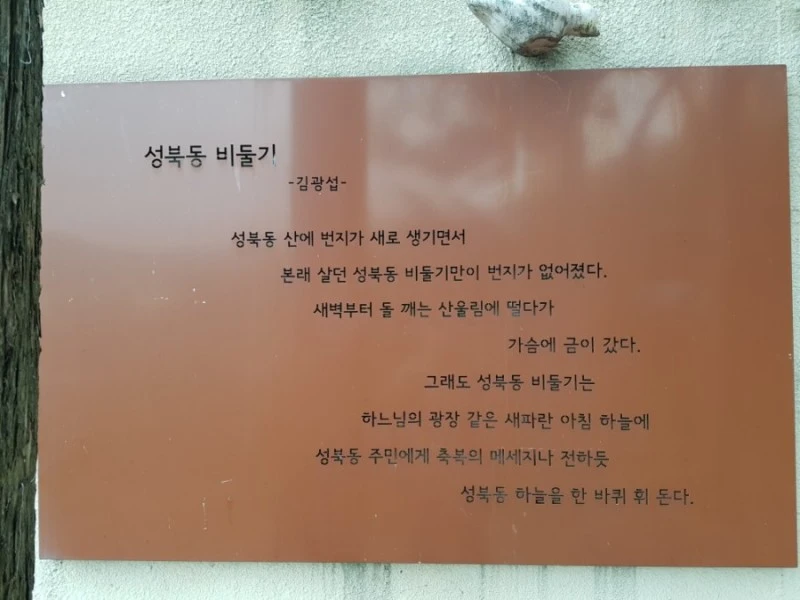 성북동 비둘기
-김광섭-
성북동 산에 번지가 새로 생기면서
본래 살던 성북동 비둘기만이 번지가 없어졌다.
새벽부터 돌 깨는 산울림에 떨다가
가슴에 금이 갔다.
그래도 성북동 비둘기는
하느님의 광장 같은 새파란 아침 하늘에
성북동 주민에게 축복의 메세지나 전하듯
성북동 하늘을 한 바퀴 휘 돈다.